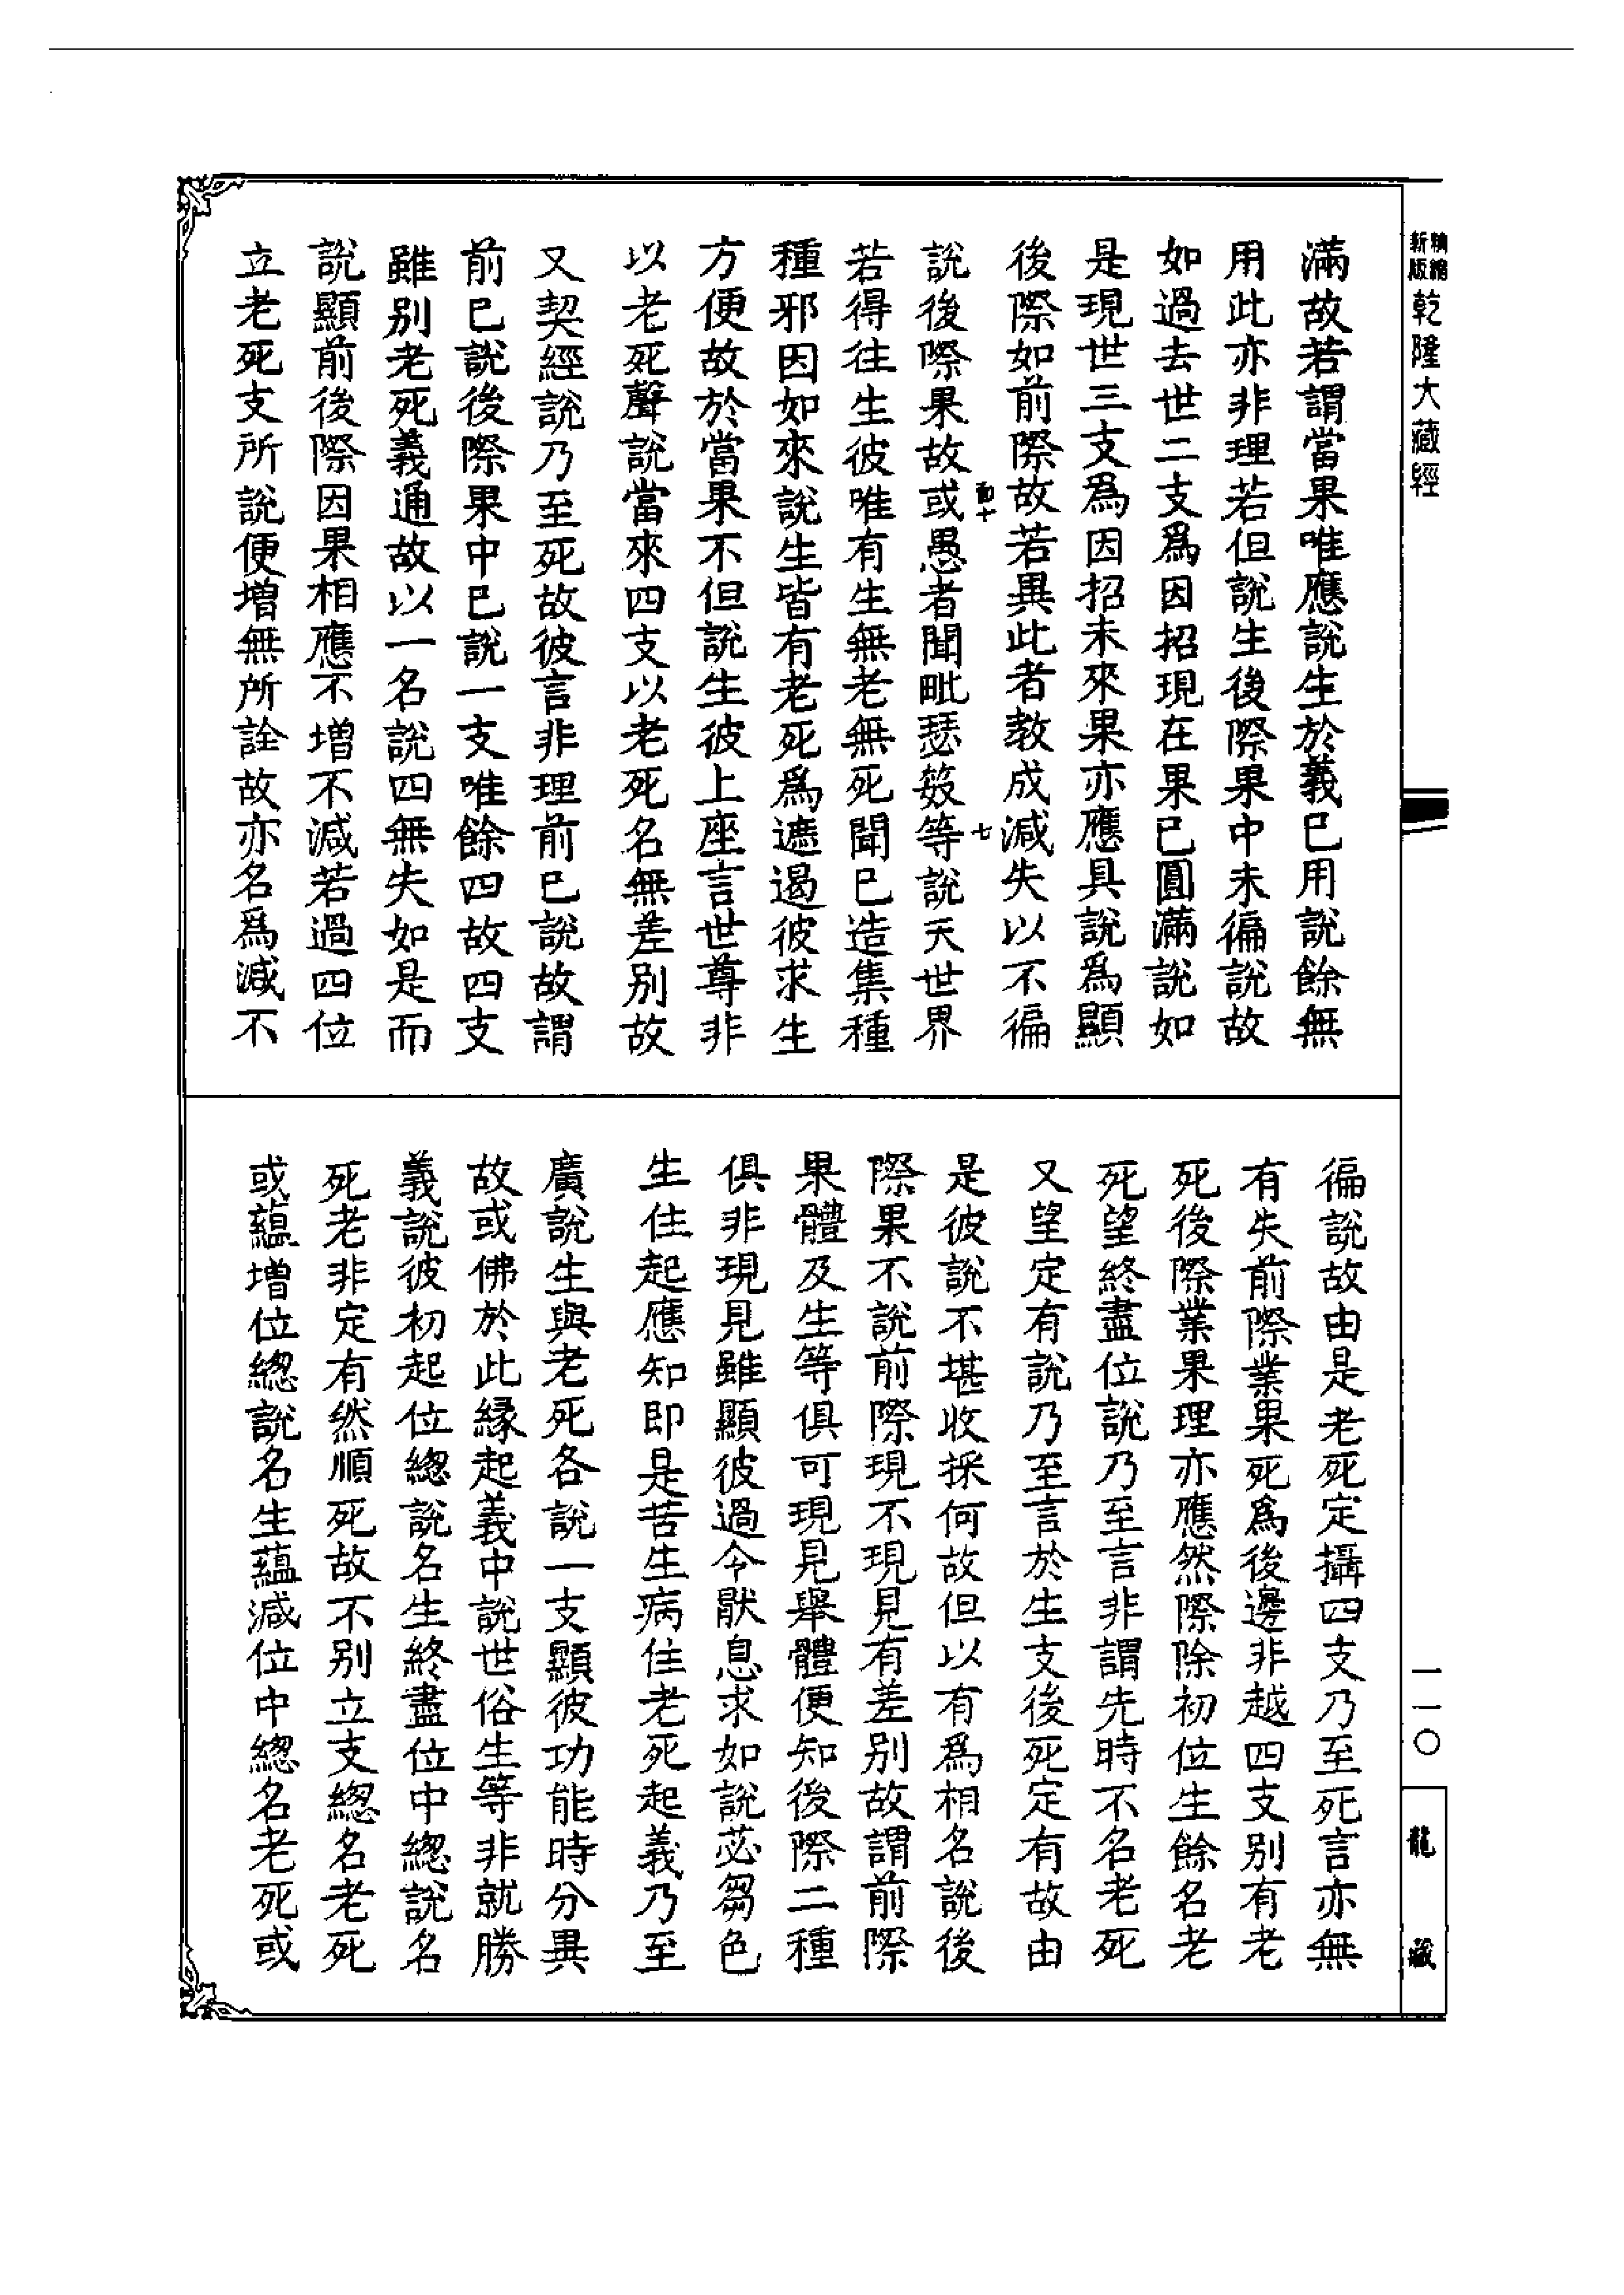 精縮新版乾隆大藏經
滿故若謂當果唯應說生於義已用說餘無
用此亦非理若但說生後際果中未徧說故
如過去世二支爲因招現在果已圓滿說如
是現世三支爲因招未來果亦應具說爲顯
後際如前際故若異此者教成減失以不徧
動十 七
說後際果故或愚者聞毗瑟笯等說天世界
若得往生彼唯有生無老無死聞已造集種
種邪因如來說生皆有老死爲遮遏彼求生
方便故於當果不但說生彼上座言世尊非
以老死聲說當來四支以老死名無差別故
又契經說乃至死故彼言非理前已說故謂
前已說後際果中已說一支唯餘四故四支
雖別老死義通故以一名說四無失如是而
說顯前後際因果相應不增不減若過四位
立老死支所說便增無所詮故亦名爲減不
徧說故由是老死定攝四支乃至死言亦無
有失前際業果死爲後邊非越四支別有老
死後際業果理亦應然際除初位生餘名老
死望終盡位說乃至言非謂先時不名老死
又望定有說乃至言於生支後死定有故由
是彼說不堪收採何故但以有爲相名說後
際果不說前際現不現見有差別故謂前際
果體及生等俱可現見舉體便知後際二種
俱非現見雖顯彼過令猒息求如說苾芻色
生住起應知即是苦生病住老死起義乃至
廣說生與老死各說一支顯彼功能時分異
故或佛於此緣起義中說世俗生等非就勝
義說彼初起位總說名生終盡位中總說名
死老非定有然順死故不別立支總名老死
或蘊增位總說名生蘊減位中總名老死或
一一〇
龍藏